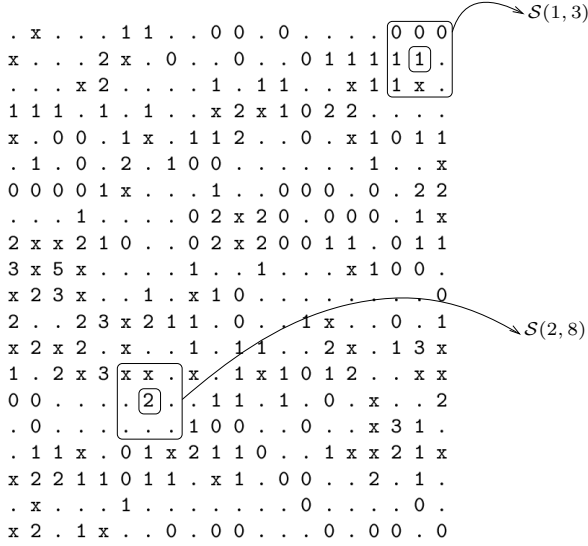 S(1, 3)
. x . . . 1 1 . . 0 0 . 0 . . . . 0 0 0
x . . . 2 x . 0 . . 0 . . 0 1 1 1 1 1 .
. . . x 2 . . . . 1 . 1 1 . . x 1 1 x .
1 1 1 . 1 . 1 . . x 2 x 1 0 2 2 . . . .
x . 0 0 . 1 x . 1 1 2 . . 0 . x 1 0 1 1
. 1 . 0 . 2 . 1 0 0 . . . . . . 1 . . x
0 0 0 0 1 x . . . 1 . . 0 0 0 . 0 . 2 2
. . . 1 . . . . 0 2 x 2 0 . 0 0 0 . 1 x
2 x x 2 1 0 . . 0 2 x 2 0 0 1 1 . 0 1 1
3 x 5 x . . . . 1 . . 1 . . . x 1 0 0 .
x 2 3 x . . 1 . x 1 0 . . . . . . . . 0
2 . . 2 3 x 2 1 1 . 0 . . 1 x . . 0 . 1
S(2, 8)
x 2 x 2 . x . . 1 . 1 1 . . 2 x . 1 3 x
1 . 2 x 3 x x . x . 1 x 1 0 1 2 . . x x
0 0 . . . . 2 . . 1 1 . 1 . 0 . x . . 2
. 0 . . . . . . 1 0 0 . . 0 . . x 3 1 .
. 1 1 x . 0 1 x 2 1 1 0 . . 1 x x 2 1 x
x 2 2 1 1 0 1 1 . x 1 . 0 0 . . 2 . 1 .
. x . . . 1 . . . . . . . 0 . . . . 0 .
x 2 . 1 x . . 0 . 0 0 . . . 0 . 0 0 . 0